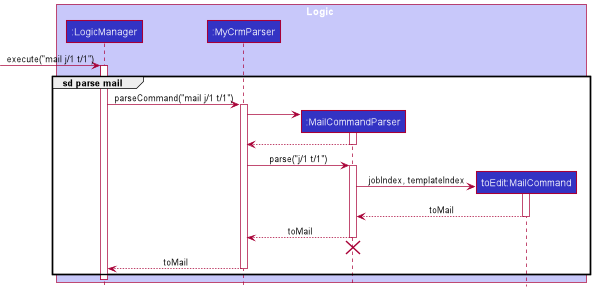 Logic
:LogicManager
:MyCrmParser
execute("mail j/1 t/1")
sd parse mail
parseCommand("mail j/1 t/1")
:MailCommandParser
parse("j/1 t/1")
jobIndex, templateIndex
toEdit:MailCommand
toMail
toMail
toMail